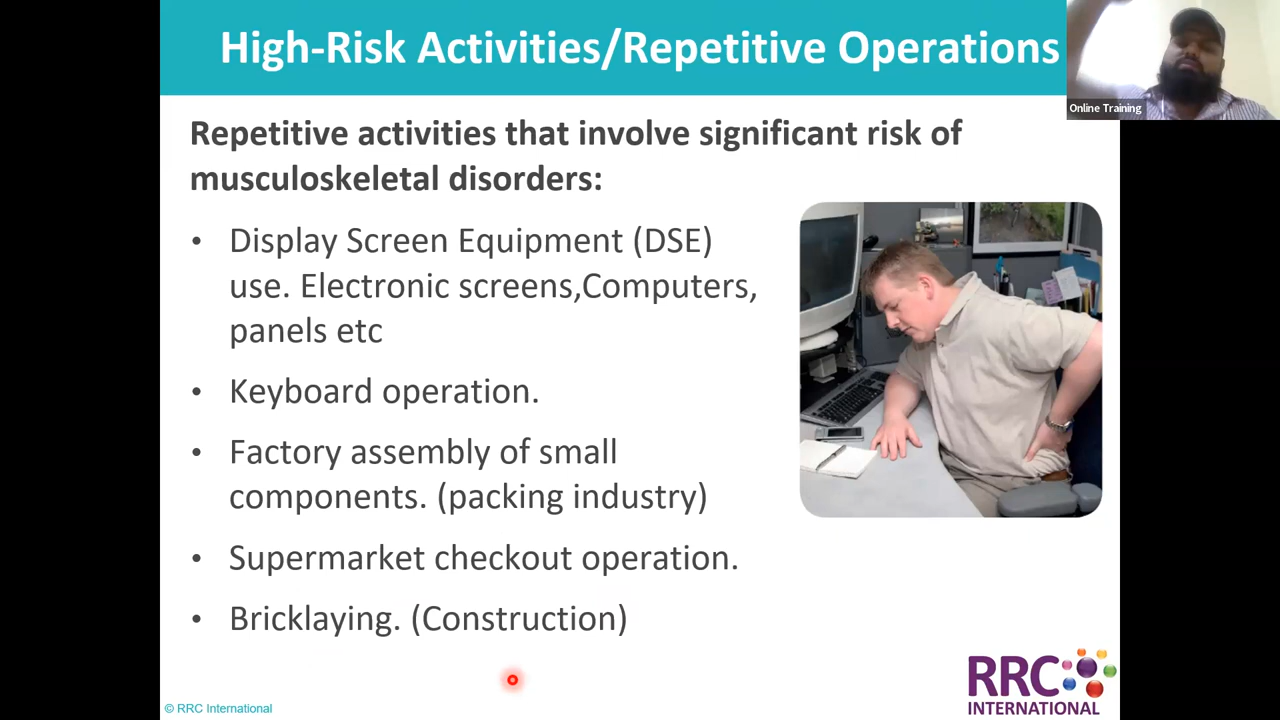 High-Risk Activities/Repetitive Operations
Online Training
Repetitive activities that involve significant risk of
musculoskeletal disorders:
• Display Screen Equipment (DSE)
use. Electronic screens,Computers,
panels etc
• Keyboard operation.
• Factory assembly of small
components. (packing industry)
• Supermarket checkout operation.
• Bricklaying. (Construction)
RRC
INTERNATIONAL
© RRC International